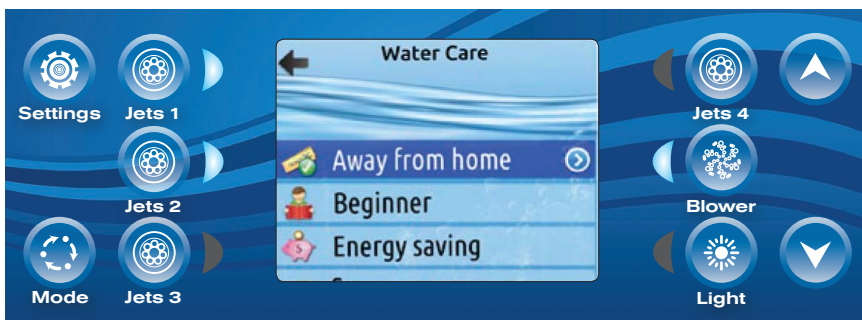 Settings
Jets 1
Jets 2
Mode
Jets 3
Water Care
Away from home
Beginner
Energy saving
Jets 4
Blower
Light